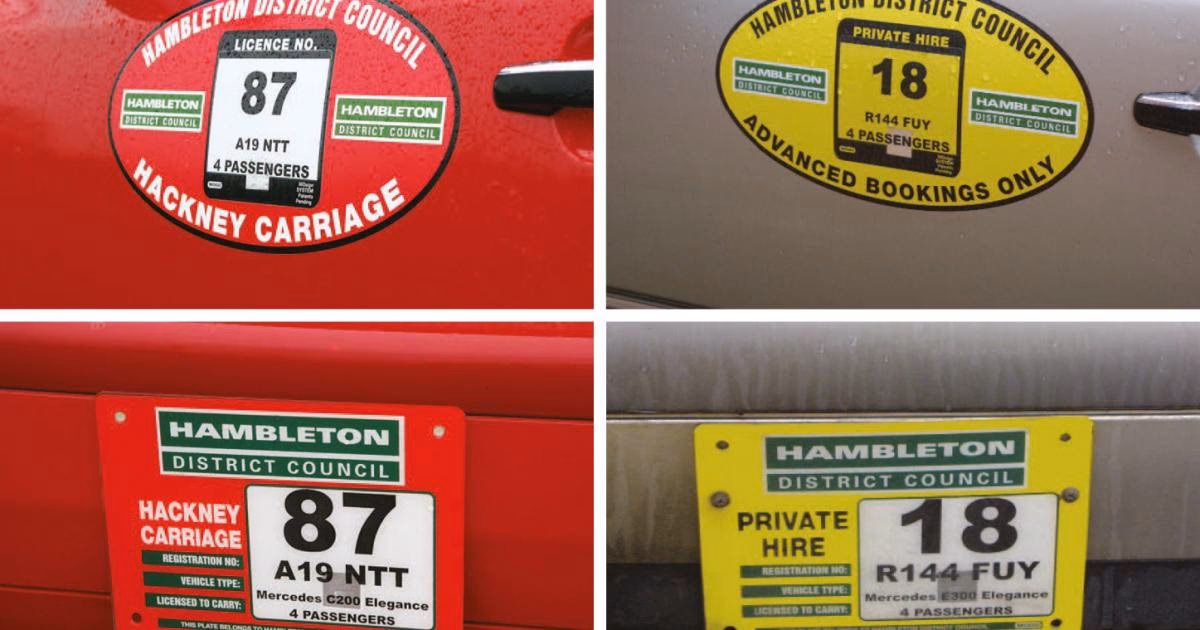 HAMBLETON DISTRICT COUNCIL
LICENCE NO.
87
HAMBLETON
DISTRICT COUNCIL
HAMBLETON
DISTRICT COUNCIL
A19 NTT
4 PASSENGERS
HACKNEY CARRIAGE
HAMBLETON DISTRICT COUNCIL
PRIVATE HIRE
18
HAMBLETON
DISTRICT COUNCIL
HAMBLETON
DISTRICT COUNCIL
R144 FUY
4 PASSENGERS
ADVANCED BOOKINGS ONLY
HAMBLETON
DISTRICT COUNCIL
HACKNEY
CARRIAGE
87
REGISTRATION NO:
A19 NTT
VEHICLE TYPE:
Mercedes C200 Elegance
LICENSED TO CARRY:
4 PASSENGERS
HAMBLETON
DISTRICT COUNCIL
PRIVATE
HIRE
18
REGISTRATION NO:
R144 FUY
VEHICLE TYPE:
Mercedes E300 Elegance
LICENSED TO CARRY:
4 PASSENGERS